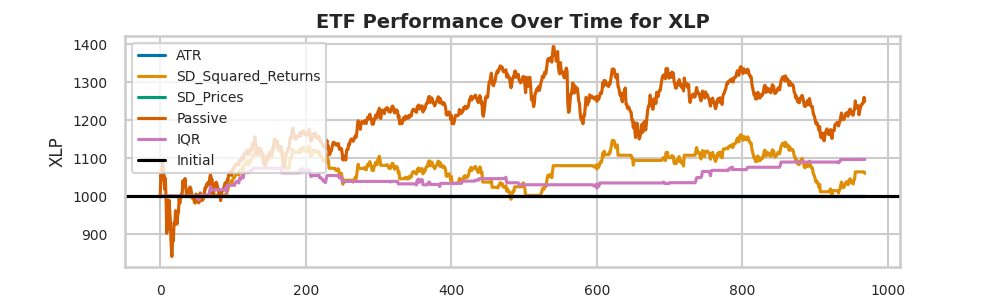 ETF Performance Over Time for XLP
XLP
1400
1300
1200
1100
1000
900
ATR
SD_Squared_Returns
SD_Prices
Passive
IQR
Initial
0 200 400 600 800 1000